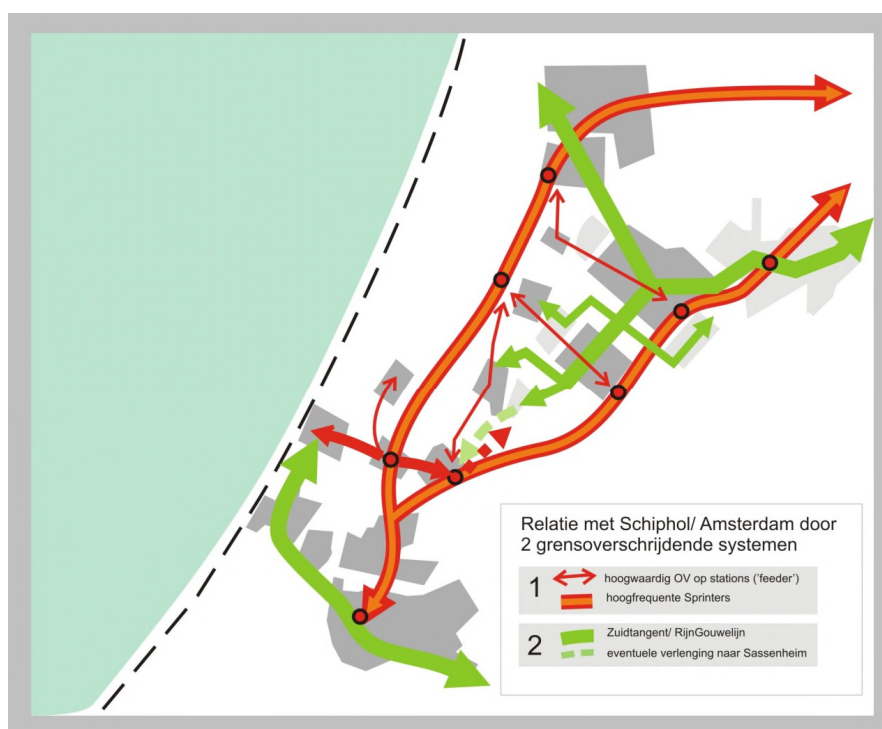 Relatie met Schiphol/ Amsterdam door
2 grensoverschrijdende systemen
1
hoogwaardig OV op stations ('feeder')
hoogfrequente Sprinters
2
Zuidtangent/ RijnGouwelijn
eventuele verlenging naar Sassenheim